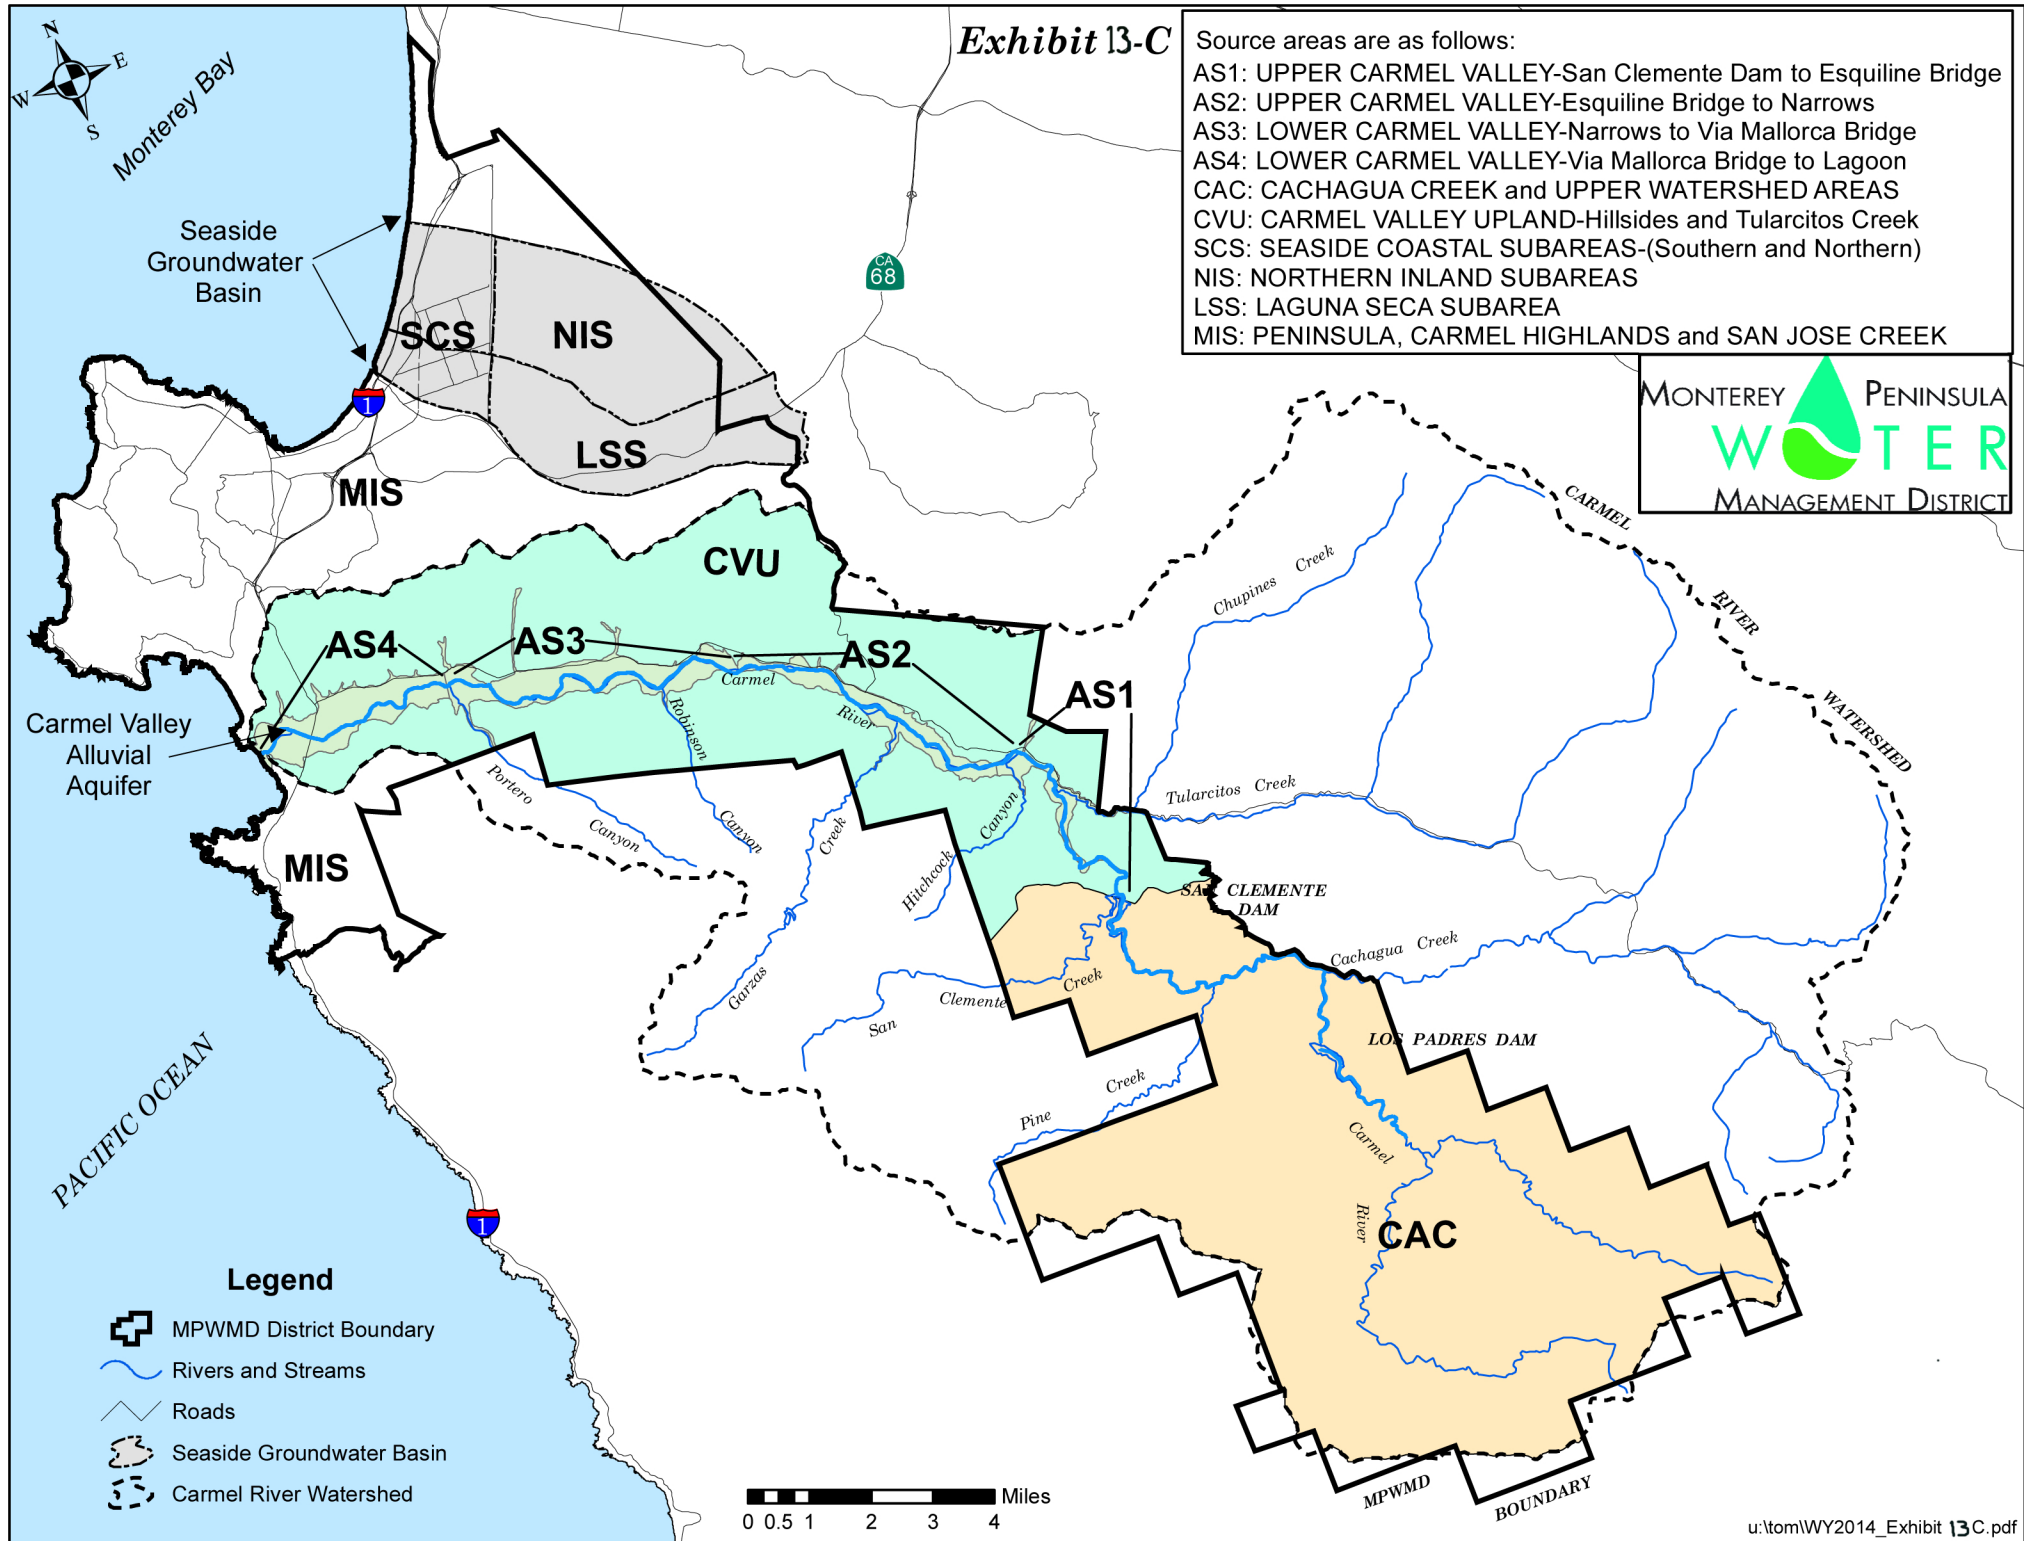 Exhibit 13-C
Source areas are as follows:
AS1: UPPER CARMEL VALLEY-San Clemente Dam to Esquiline Bridge
AS2: UPPER CARMEL VALLEY-Esquiline Bridge to Narrows
AS3: LOWER CARMEL VALLEY-Narrows to Via Mallorca Bridge
AS4: LOWER CARMEL VALLEY-Via Mallorca Bridge to Lagoon
CAC: CACHAGUA CREEK and UPPER WATERSHED AREAS
CVU: CARMEL VALLEY UPLAND-Hillsides and Tularcitos Creek
SCS: SEASIDE COASTAL SUBAREAS-(Southern and Northern)
NIS: NORTHERN INLAND SUBAREAS
LSS: LAGUNA SECA SUBAREA
MIS: PENINSULA, CARMEL HIGHLANDS and SAN JOSE CREEK
MONTEREY PENINSULA
WATER
MANAGEMENT DISTRICT
N
E
W
S
Monterey Bay
Seaside
Groundwater
Basin
CA
68
SCS
NIS
1
LSS
MIS
CVU
CARMEL
RIVER
WATERSHED
Chupines Creek
AS4
AS3
AS2
AS1
Carmel
River
Robinson
Canyon
Carmel Valley
Alluvial
Aquifer
Portero
Canyon
Tularcitos Creek
Creek
Garzas
Hitchcock
Canyon
MIS
SAN CLEMENTE
DAM
Cachagua Creek
San Clemente Creek
LOS PADRES DAM
Pine Creek
Carmel
River
CAC
PACIFIC OCEAN
1
Legend
MPWMD District Boundary
Rivers and Streams
Roads
Seaside Groundwater Basin
Carmel River Watershed
Miles
0 0.5 1 2 3 4
MPWMD BOUNDARY
u:\tom\WY2014_Exhibit 13C.pdf